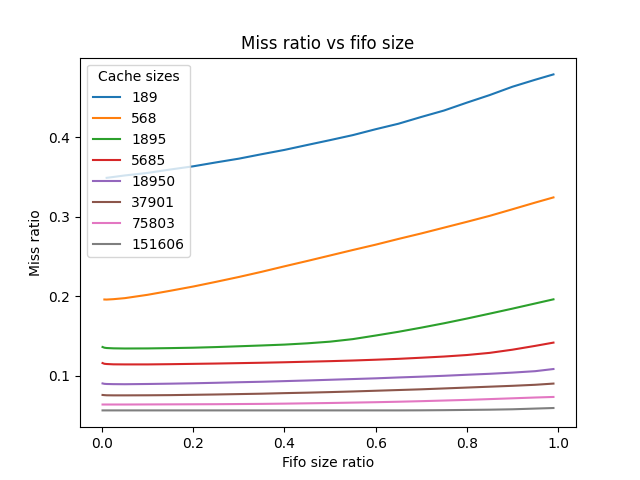 Miss ratio vs fifo size
Cache sizes
189
568
1895
5685
18950
37901
75803
151606
Miss ratio
0.4
0.3
0.2
0.1
0.0 0.2 0.4 0.6 0.8 1.0
Fifo size ratio